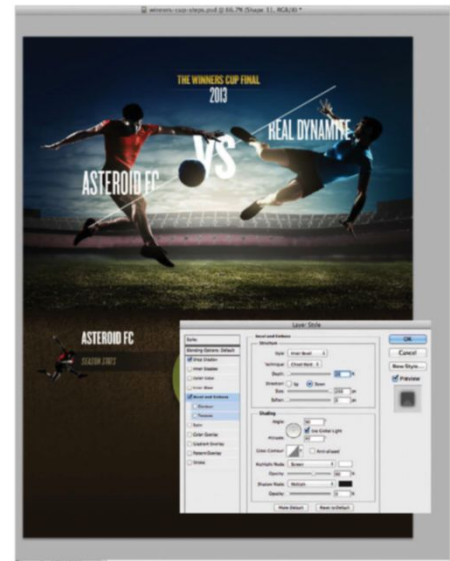 winners-cup-steps.psd @ 66.7% (Shape 51, RGB/8) *
THE WINNERS CUP FINAL
2013
REAL DYNAMITE
VS
ASTEROID FC
ASTEROID FC
SEASON STATS
Layer Style
Styles
Blending Options: Default
Drop Shadow
Inner Shadow
Outer Glow
Inner Glow
Bevel and Emboss
Contour
Texture
Satin
Color Overlay
Gradient Overlay
Pattern Overlay
Stroke
Bevel and Emboss
Structure
Style: Inner Bevel
Technique: Chisel Hard
Depth:
Direction: Up Down
Size: px
Soften: px
Shading
Angle:
Use Global Light
Altitude:
Gloss Contour: Anti-aliased
Highlight Mode: Screen
Opacity: %
Shadow Mode: Multiply
Opacity: %
Make Default
Reset to Default
OK
Cancel
New Style...
Preview